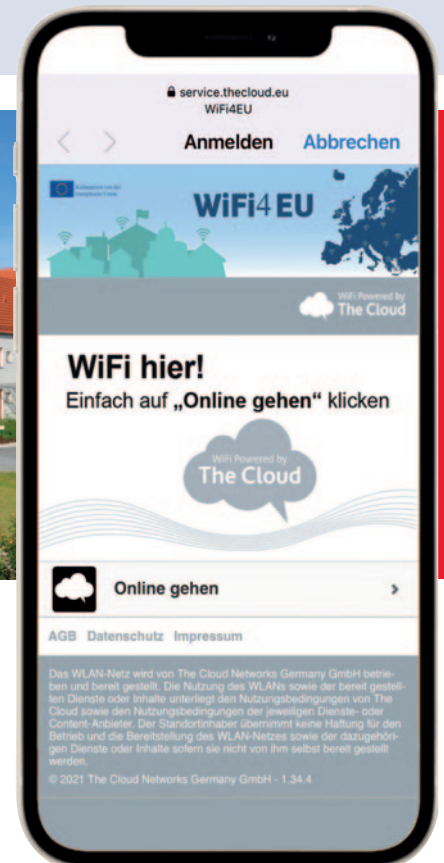 service.thecloud.eu
WiFi4EU
Anmelden Abbrechen
Kofinanziert von der
Europäischen Union
WiFi4EU
WiFi Powered by
The Cloud
WiFi hier!
Einfach auf „Online gehen“ klicken
WiFi Powered by
The Cloud
Online gehen
AGB Datenschutz Impressum
Das WLAN-Netz wird von The Cloud Networks Germany GmbH betrie-
ben und bereit gestellt. Die Nutzung des WLANs sowie der bereit gestell-
ten Dienste oder Inhalte unterliegt den Nutzungsbedingungen von The
Cloud sowie den Nutzungsbedingungen der jeweiligen Dienste- oder
Content-Anbieter. Der Standortinhaber übernimmt keine Haftung für den
Betrieb und die Bereitstellung des WLAN-Netzes sowie der dazugehöri-
gen Dienste oder Inhalte sofern sie nicht von ihm selbst bereit gestellt
werden.
© 2021 The Cloud Networks Germany GmbH - 1.34.4